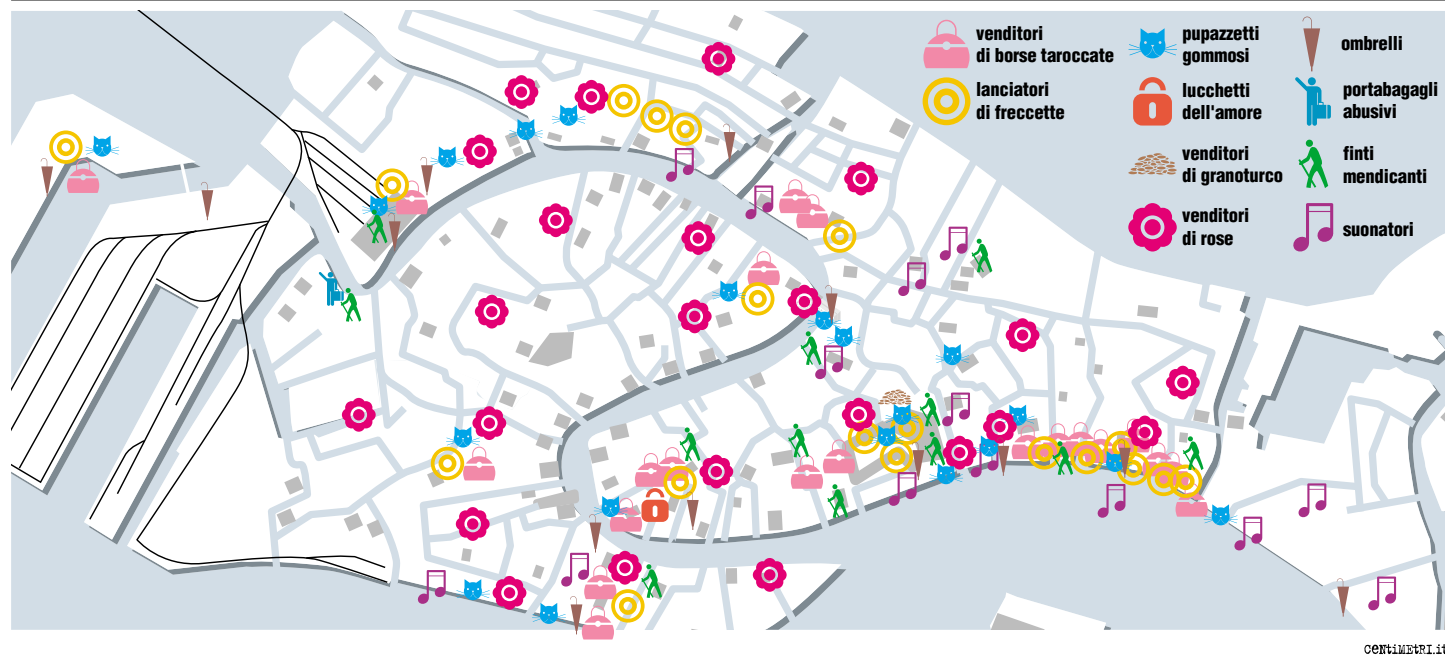 venditori
di borse taroccate
pupazzetti
gommosi
ombrelli
lanciatori
di freccette
lucchetti
dell'amore
portabagagli
abusivi
venditori
di granoturco
finti
mendicanti
venditori
di rose
suonatori
CENTIMETRI.it